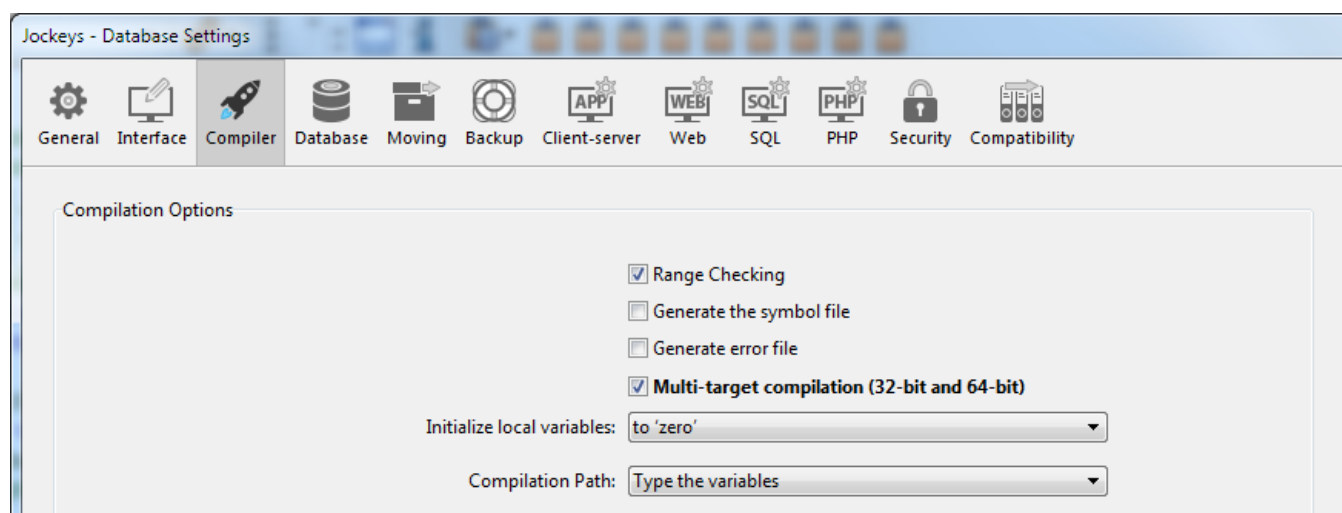 Jockeys - Database Settings
APP WEB SQL PHP
General Interface Compiler Database Moving Backup Client-server Web SQL PHP Security Compatibility
Compilation Options
Range Checking
Generate the symbol file
Generate error file
Multi-target compilation (32-bit and 64-bit)
Initialize local variables: to 'zero'
Compilation Path: Type the variables